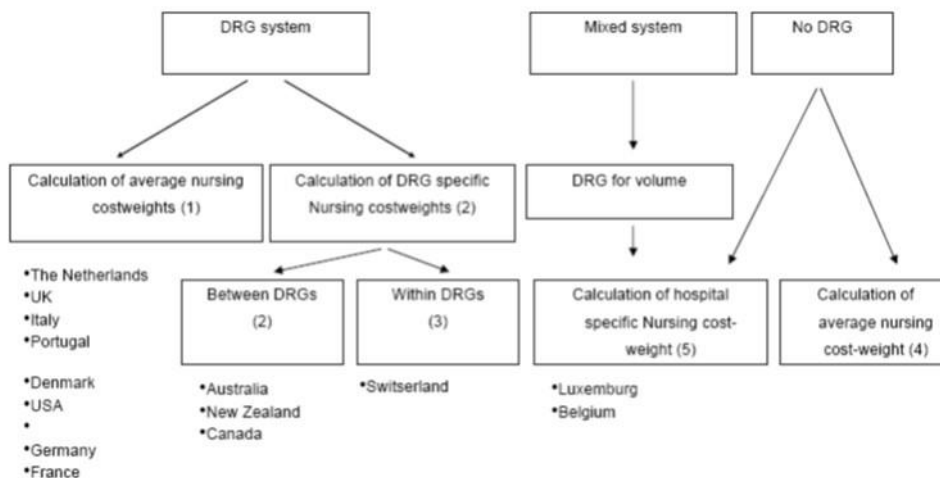 DRG system
Mixed system
No DRG
Calculation of average nursing
costweights (1)
Calculation of DRG specific
Nursing costweights (2)
DRG for volume
•The Netherlands
•UK
•Italy
•Portugal
•Denmark
•USA
•
•Germany
•France
Between DRGs
(2)
Within DRGs
(3)
Calculation of hospital
specific Nursing cost-
weight (5)
Calculation of
average nursing
cost-weight (4)
•Australia
•New Zealand
•Canada
•Switserland
•Luxemburg
•Belgium